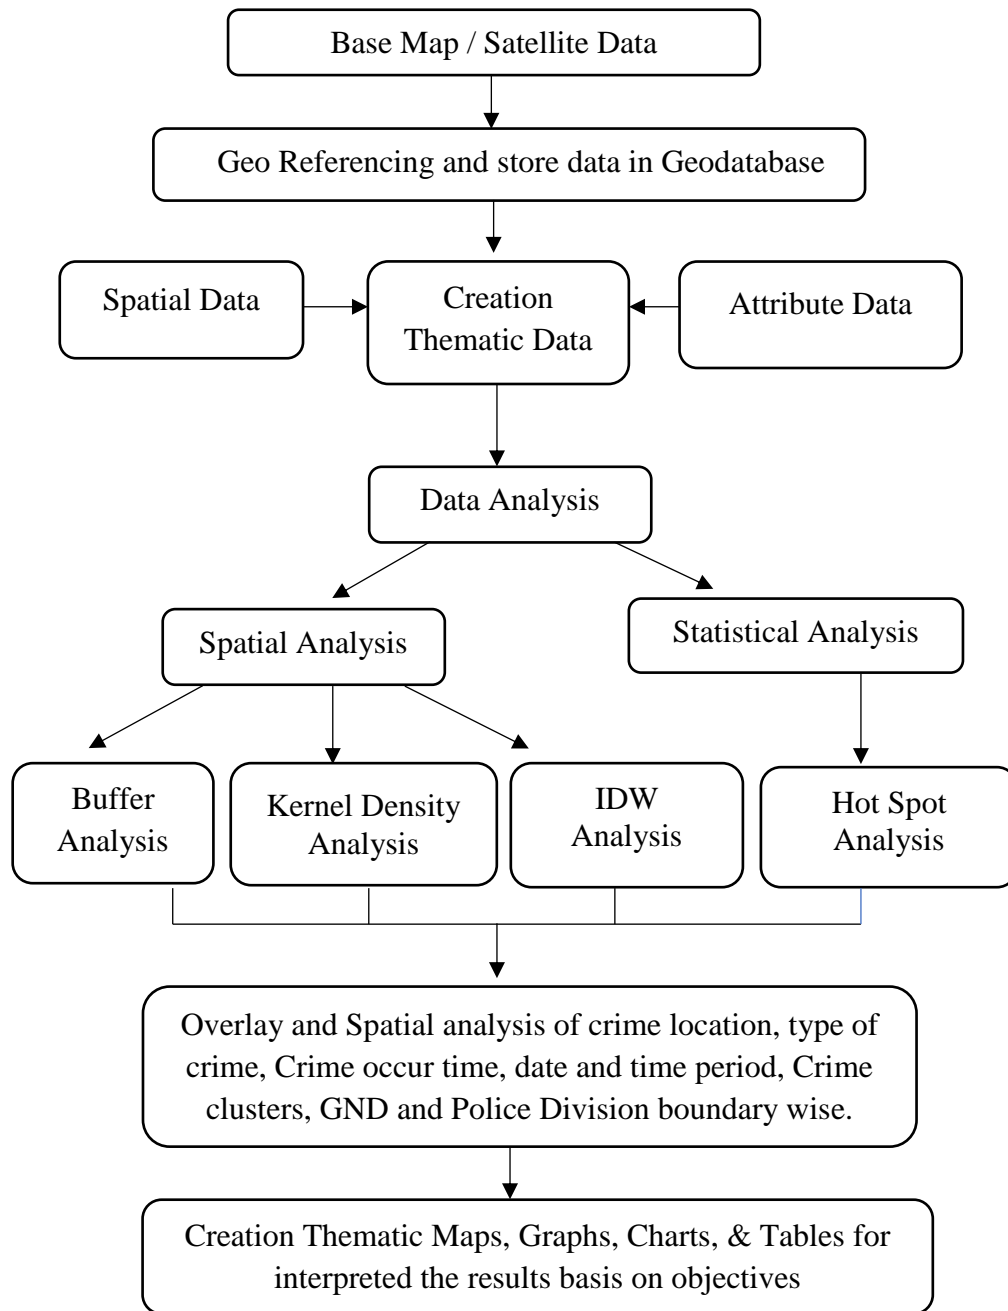 Base Map / Satellite Data
Geo Referencing and store data in Geodatabase
Spatial Data
Creation
Thematic Data
Attribute Data
Data Analysis
Spatial Analysis
Statistical Analysis
Buffer
Analysis
Kernel Density
Analysis
IDW
Analysis
Hot Spot
Analysis
Overlay and Spatial analysis of crime location, type of
crime, Crime occur time, date and time period, Crime
clusters, GND and Police Division boundary wise.
Creation Thematic Maps, Graphs, Charts, & Tables for
interpreted the results basis on objectives